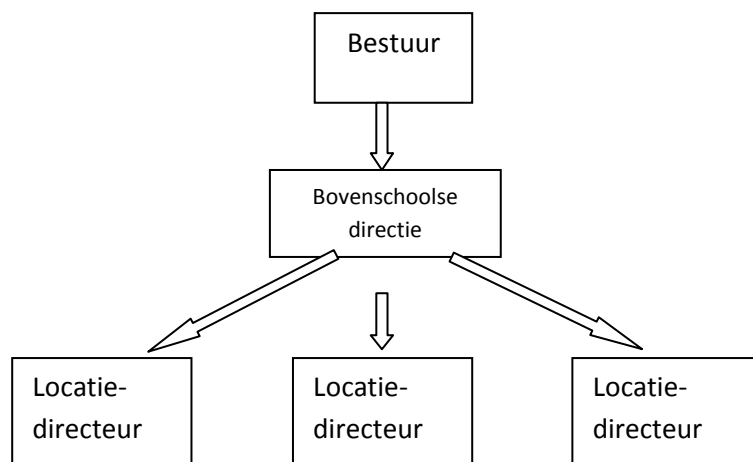 Bestuur
Bovenschoolse
directie
Locatie-
directeur
Locatie-
directeur
Locatie-
directeur